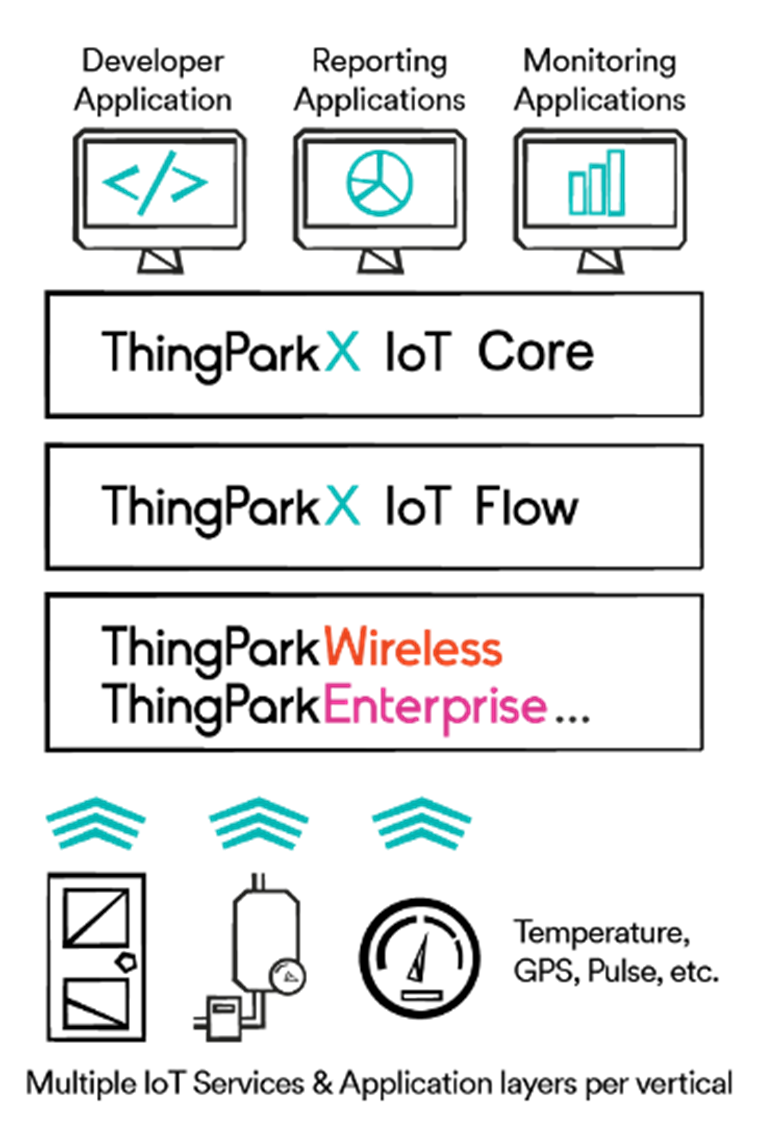 Developer
Application
Reporting
Applications
Monitoring
Applications
</>
ThingParkX IoT Core
ThingParkX IoT Flow
ThingParkWireless
ThingParkEnterprise...
Temperature,
GPS, Pulse, etc.
Multiple IoT Services & Application layers per vertical